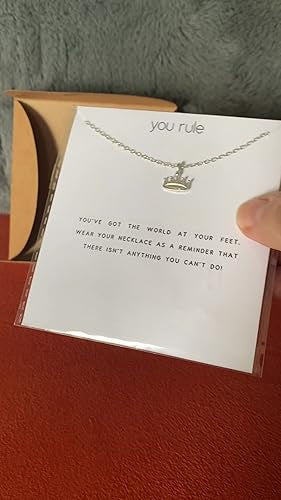 you rule
YOU'VE GOT THE WORLD AT YOUR FEET.
WEAR YOUR NECKLACE AS A REMINDER THAT
THERE ISN'T ANYTHING YOU CAN'T DO!